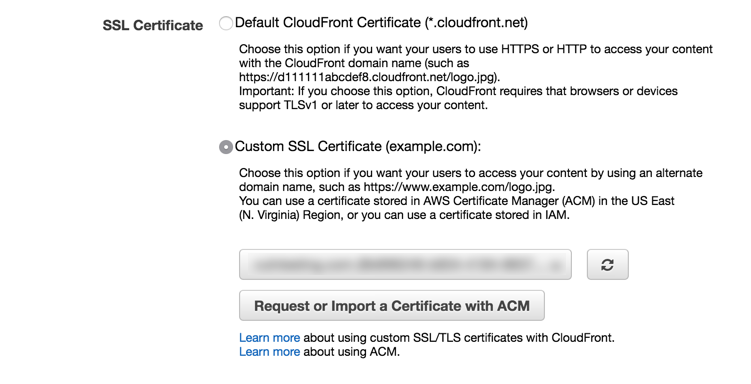 SSL Certificate Default CloudFront Certificate (*.cloudfront.net)
Choose this option if you want your users to use HTTPS or HTTP to access your content
with the CloudFront domain name (such as
https://d111111abcdef8.cloudfront.net/logo.jpg).
Important: If you choose this option, CloudFront requires that browsers or devices
support TLSv1 or later to access your content.
Custom SSL Certificate (example.com):
Choose this option if you want your users to access your content by using an alternate
domain name, such as https://www.example.com/logo.jpg.
You can use a certificate stored in AWS Certificate Manager (ACM) in the US East
(N. Virginia) Region, or you can use a certificate stored in IAM.
Request or Import a Certificate with ACM
Learn more about using custom SSL/TLS certificates with CloudFront.
Learn more about using ACM.